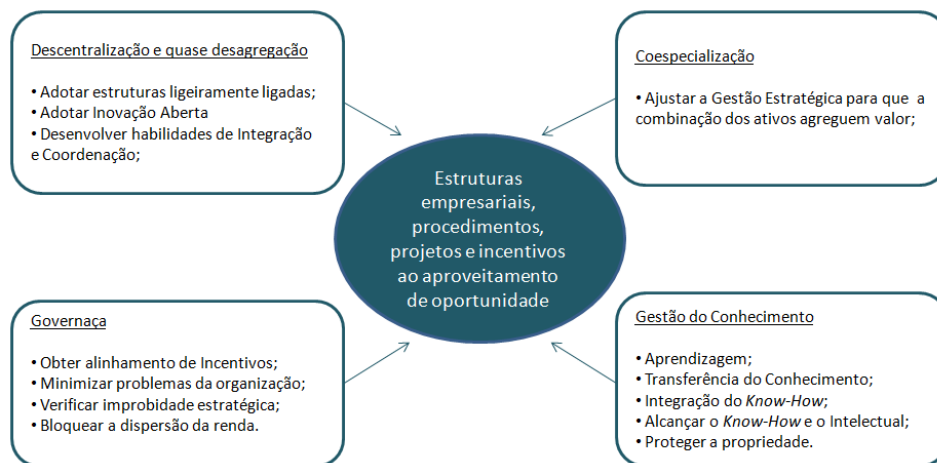 Descentralização e quase desagregação
• Adotar estruturas ligeiramente ligadas;
• Adotar Inovação Aberta
• Desenvolver habilidades de Integração
e Coordenação;
Coespecialização
• Ajustar a Gestão Estratégica para que a
combinação dos ativos agreguem valor;
Estruturas
empresariais,
procedimentos,
projetos e incentivos
ao aproveitamento
de oportunidade
Governaça
• Obter alinhamento de Incentivos;
• Minimizar problemas da organização;
• Verificar improbidade estratégica;
• Bloquear a dispersão da renda.
Gestão do Conhecimento
• Aprendizagem;
• Transferência do Conhecimento;
• Integração do Know-How;
• Alcançar o Know-How e o Intelectual;
• Proteger a propriedade.